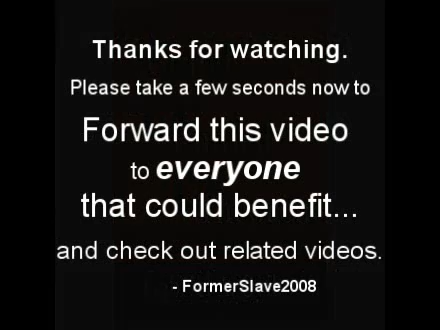 Thanks for watching.
Please take a few seconds now to
Forward this video
to everyone
that could benefit...
and check out related videos.
- FormerSlave2008